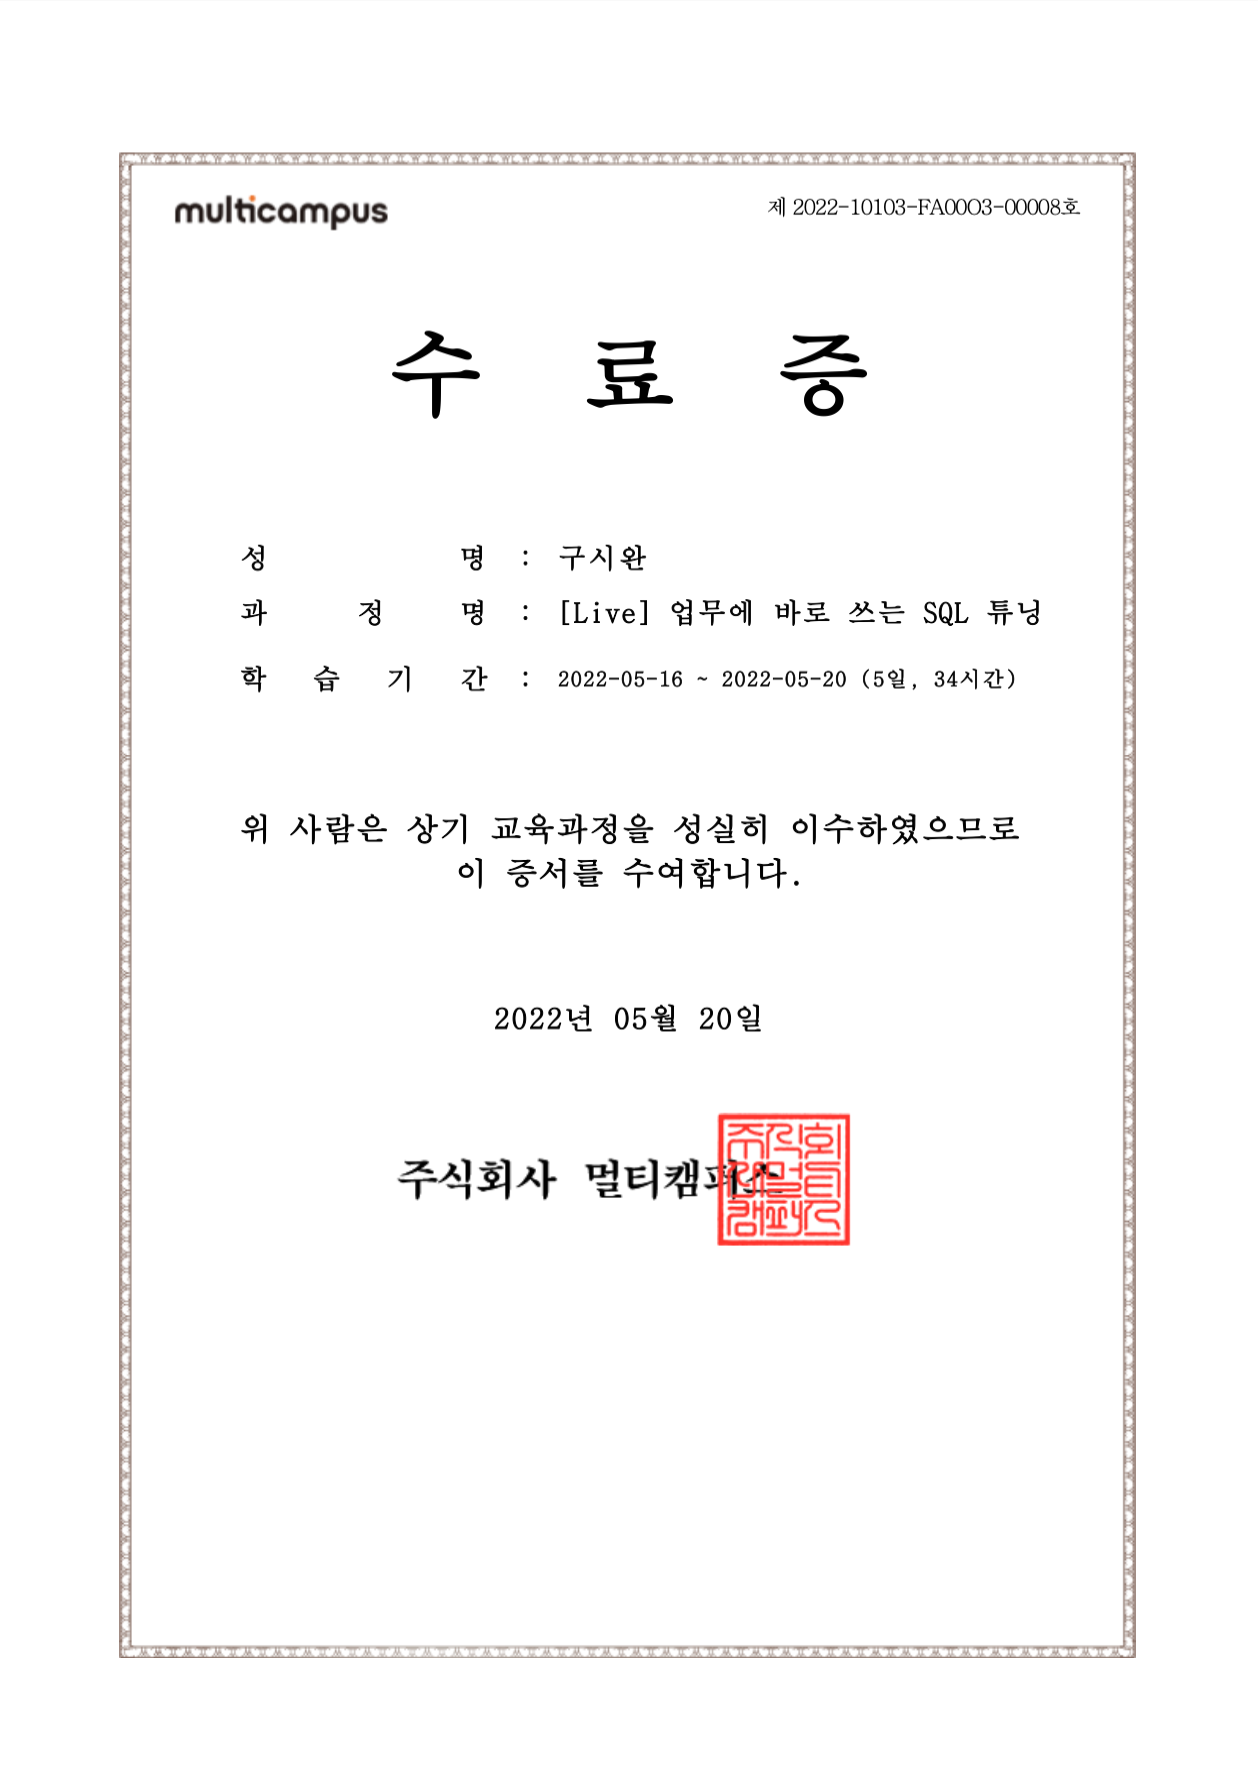 multicampus
제 2022-10103-FA00O3-00008호
수 료 증
성 명 : 구시완
과 정 명 : [Live] 업무에 바로 쓰는 SQL 튜닝
학 습 기 간 : 2022-05-16 ~ 2022-05-20 (5일, 34시간)
위 사람은 상기 교육과정을 성실히 이수하였으므로
이 증서를 수여합니다.
2022년 05월 20일
주식회사 멀티캠퍼스
주식회
사멀티
캠퍼스